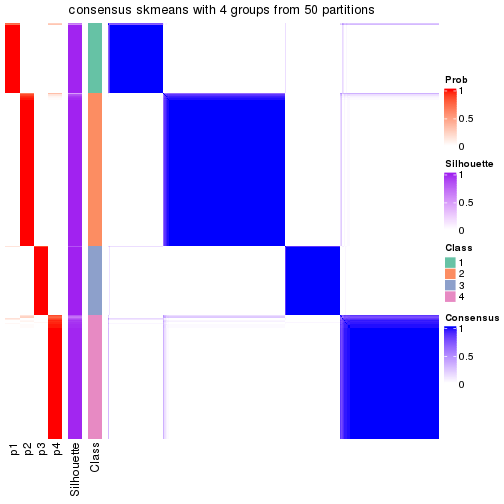 consensus skmeans with 4 groups from 50 partitions
Prob
1
0.5
0
Silhouette
1
0.5
0
Class
1
2
3
4
Consensus
1
0.5
0
p1
p2
p3
p4
Silhouette
Class